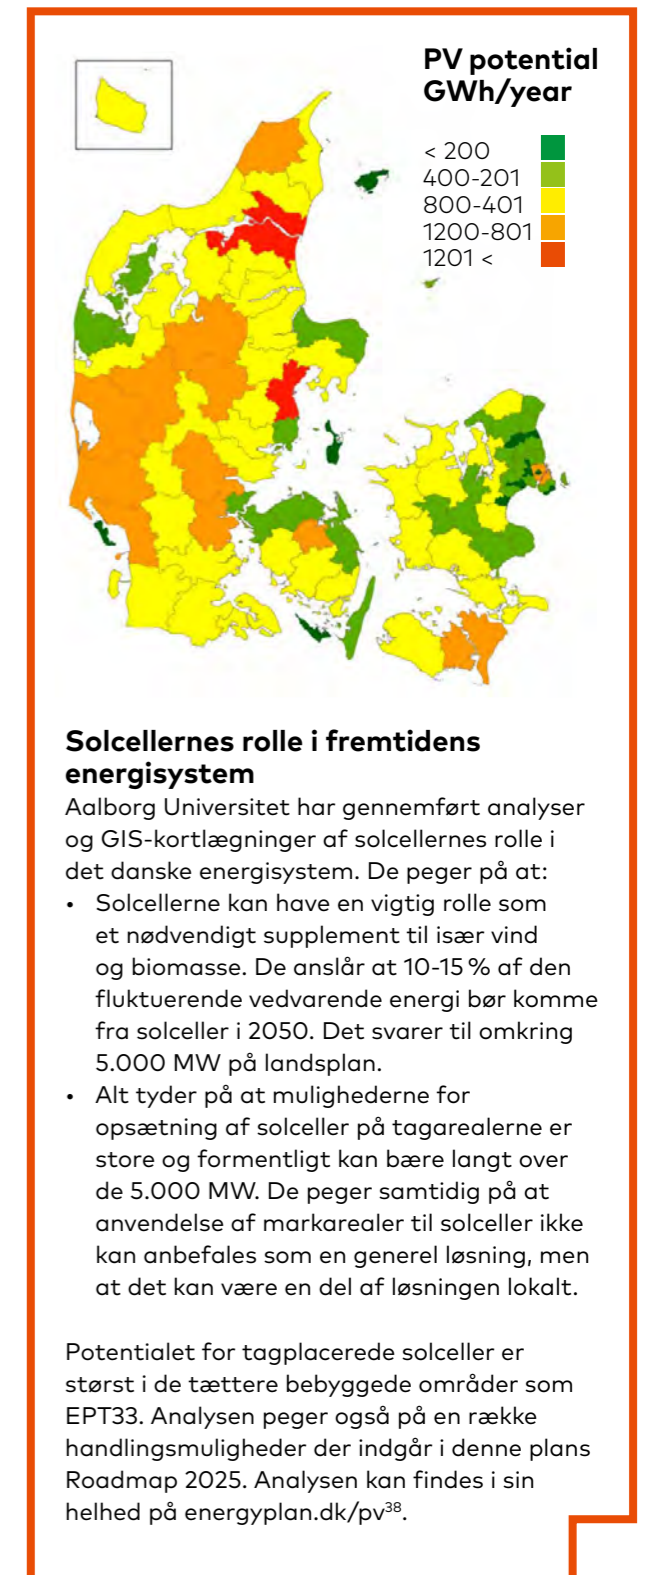 PV potential
GWh/year
< 200
400-201
800-401
1200-801
1201 <
Solcellernes rolle i fremtidens
energisystem
Aalborg Universitet har gennemført analyser
og GIS-kortlægninger af solcellernes rolle i
det danske energisystem. De peger på at:
• Solcellerne kan have en vigtig rolle som
et nødvendigt supplement til især vind
og biomasse. De anslår at 10-15 % af den
fluktuerende vedvarende energi bør komme
fra solceller i 2050. Det svarer til omkring
5.000 MW på landsplan.
• Alt tyder på at mulighederne for
opsætning af solceller på tagarealerne er
store og formentligt kan bære langt over
de 5.000 MW. De peger samtidig på at
anvendelse af markarealer til solceller ikke
kan anbefales som en generel løsning, men
at det kan være en del af løsningen lokalt.
Potentialet for tagplacerede solceller er
størst i de tættere bebyggede områder som
EPT33. Analysen peger også på en række
handlingsmuligheder der indgår i denne plans
Roadmap 2025. Analysen kan findes i sin
helhed på energyplan.dk/pv³⁸.